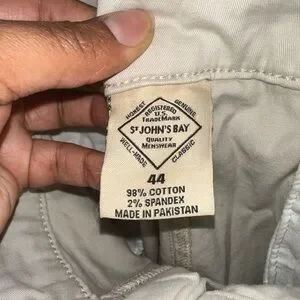 HONEST
GENUINE
REGISTERED
U.S.
TRADEMARK
ST JOHN'S BAY
QUALITY
MENSWEAR
WELL-MADE
CLASSIC
44
98% COTTON
2% SPANDEX
MADE IN PAKISTAN